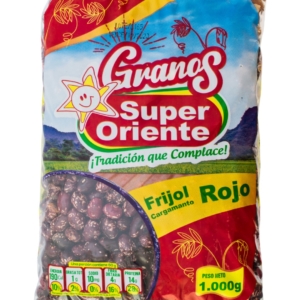 Granos
Super
Oriente
¡Tradición que Complace!
Frijol Rojo
Cargamanto
PESO NETO
1.000g